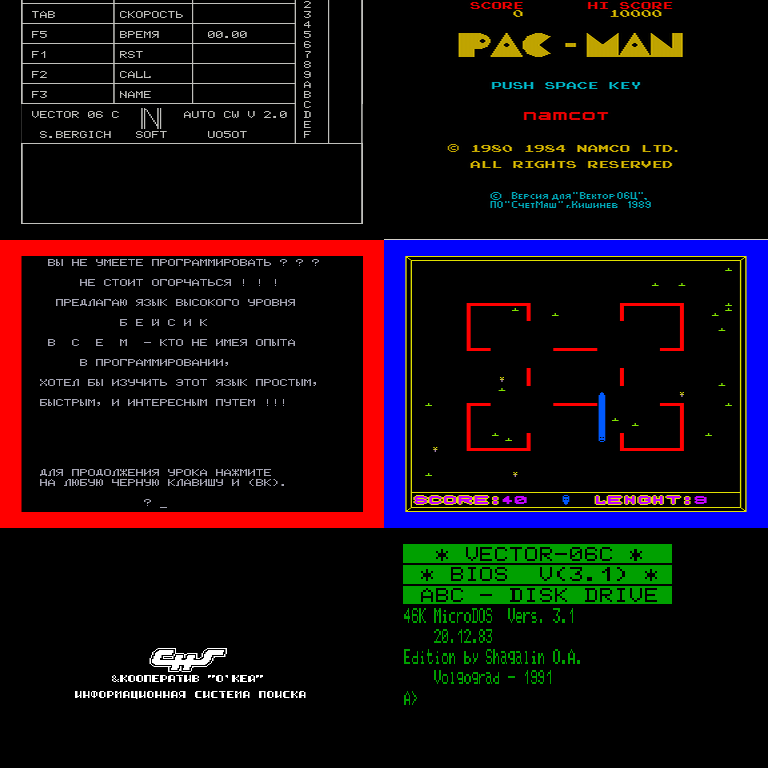 2
TAB СКОРОСТЬ 3
4
F5 ВРЕМЯ 00.00 5
6
F1 RST 7
8
F2 CALL 9
A
F3 NAME B
C
VECTOR 06 C N AUTO CW V 2.0 D
E
S.BERGICH SOFT UO5OT F
SCORE HI SCORE
0 10000
PAC-MAN
PUSH SPACE KEY
namcot
© 1980 1984 NAMCO LTD.
ALL RIGHTS RESERVED
© Версия для "Вектор 06Ц".
ПО "СчетМаш" г.Кишинев 1989
ВЫ НЕ УМЕЕТЕ ПРОГРАММИРОВАТЬ ? ? ?
НЕ СТОИТ ОГОРЧАТЬСЯ ! ! !
ПРЕДЛАГАЮ ЯЗЫК ВЫСОКОГО УРОВНЯ
Б Е Й С И К
В С Е М - КТО НЕ ИМЕЯ ОПЫТА
В ПРОГРАММИРОВАНИИ,
ХОТЕЛ БЫ ИЗУЧИТЬ ЭТОТ ЯЗЫК ПРОСТЫМ,
БЫСТРЫМ, И ИНТЕРЕСНЫМ ПУТЕМ !!!
ДЛЯ ПРОДОЛЖЕНИЯ УРОКА НАЖМИТЕ
НА ЛЮБУЮ ЧЕРНУЮ КЛАВИШУ И (ВК).
? _
SCORE:40 LENGHT:9
&КООПЕРАТИВ "О'КЕА"
ИНФОРМАЦИОННАЯ СИСТЕМА ПОИСКА
* VECTOR-06C *
* BIOS V(3.1) *
ABC - DISK DRIVE
46K MicroDOS Vers. 3.1
20.12.83
Edition by Shagalin O.A.
Volgograd - 1991
A>